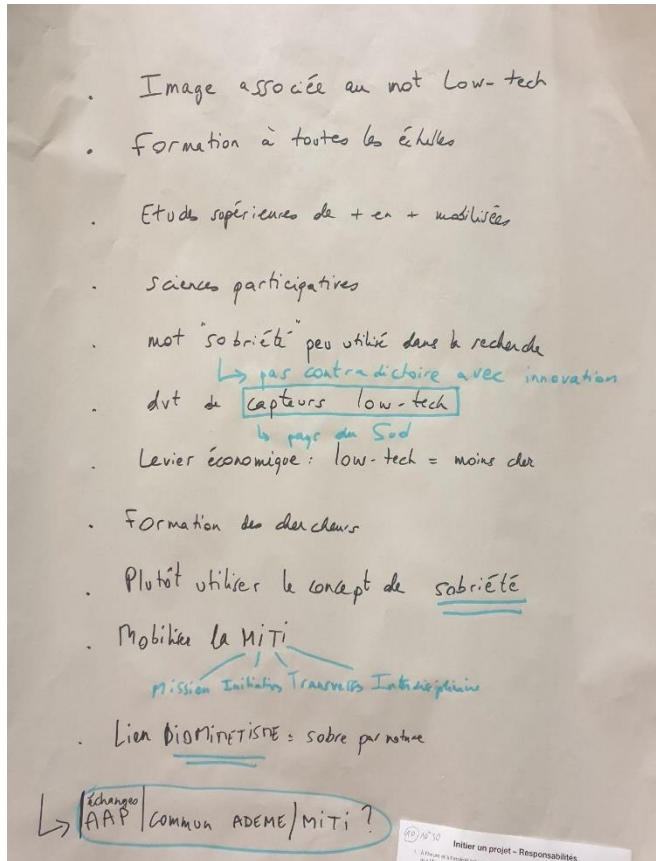 . Image associée au mot Low-tech
. Formation à toutes les échelles
. Etudes supérieures de + en + mobilisées
. Sciences participatives
. mot "sobriété" peu utilisé dans la recherche
↳ pas contradictoire avec innovation
. dvt de capteurs low-tech
↳ pays du Sud
. Levier économique : low-tech = moins cher
. Formation des chercheurs
. Plutôt utiliser le concept de sobriété
. Mobiliser la MiTi
Mission Initiatives Transverses Interdisciplinaire
. Lien BIOMIMETISME = sobre par nature
échanges
↳ |AAP| commun ADEME/MiTi ?
Initier un projet – Responsabilités